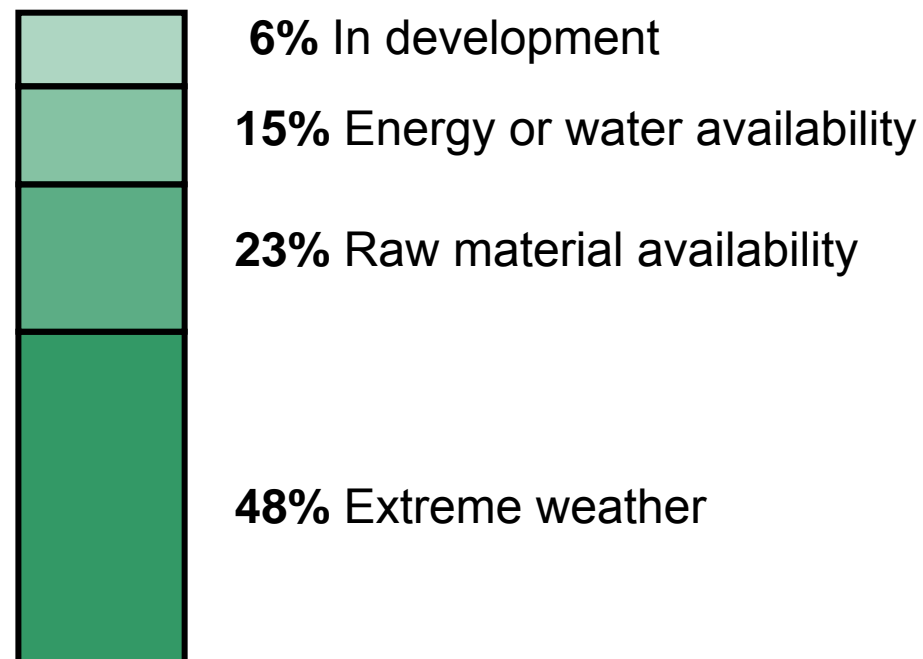 6% In development
15% Energy or water availability
23% Raw material availability
48% Extreme weather